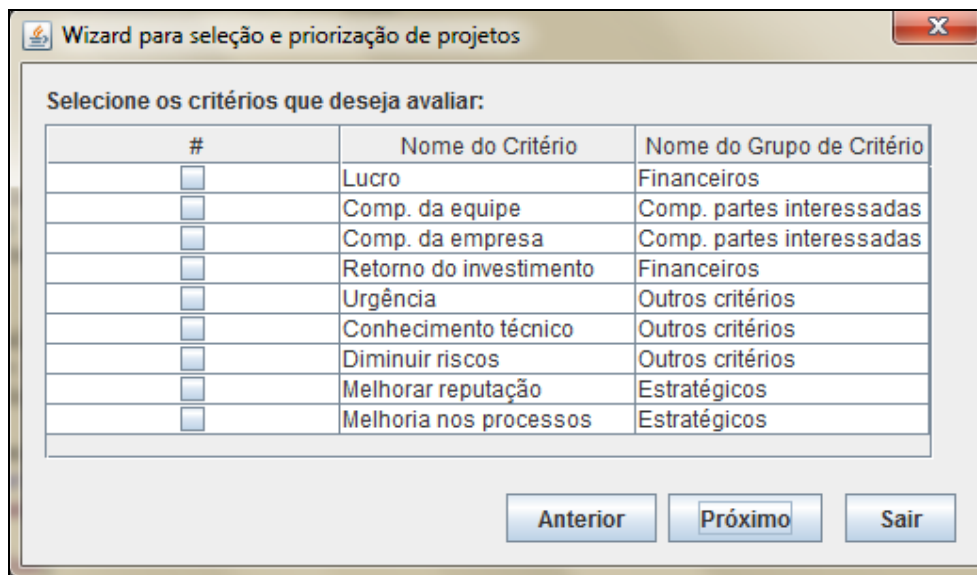 Wizard para seleção e priorização de projetos
Selecione os critérios que deseja avaliar:
# Nome do Critério Nome do Grupo de Critério
Lucro Financeiros
Comp. da equipe Comp. partes interessadas
Comp. da empresa Comp. partes interessadas
Retorno do investimento Financeiros
Urgência Outros critérios
Conhecimento técnico Outros critérios
Diminuir riscos Outros critérios
Melhorar reputação Estratégicos
Melhoria nos processos Estratégicos
Anterior Próximo Sair